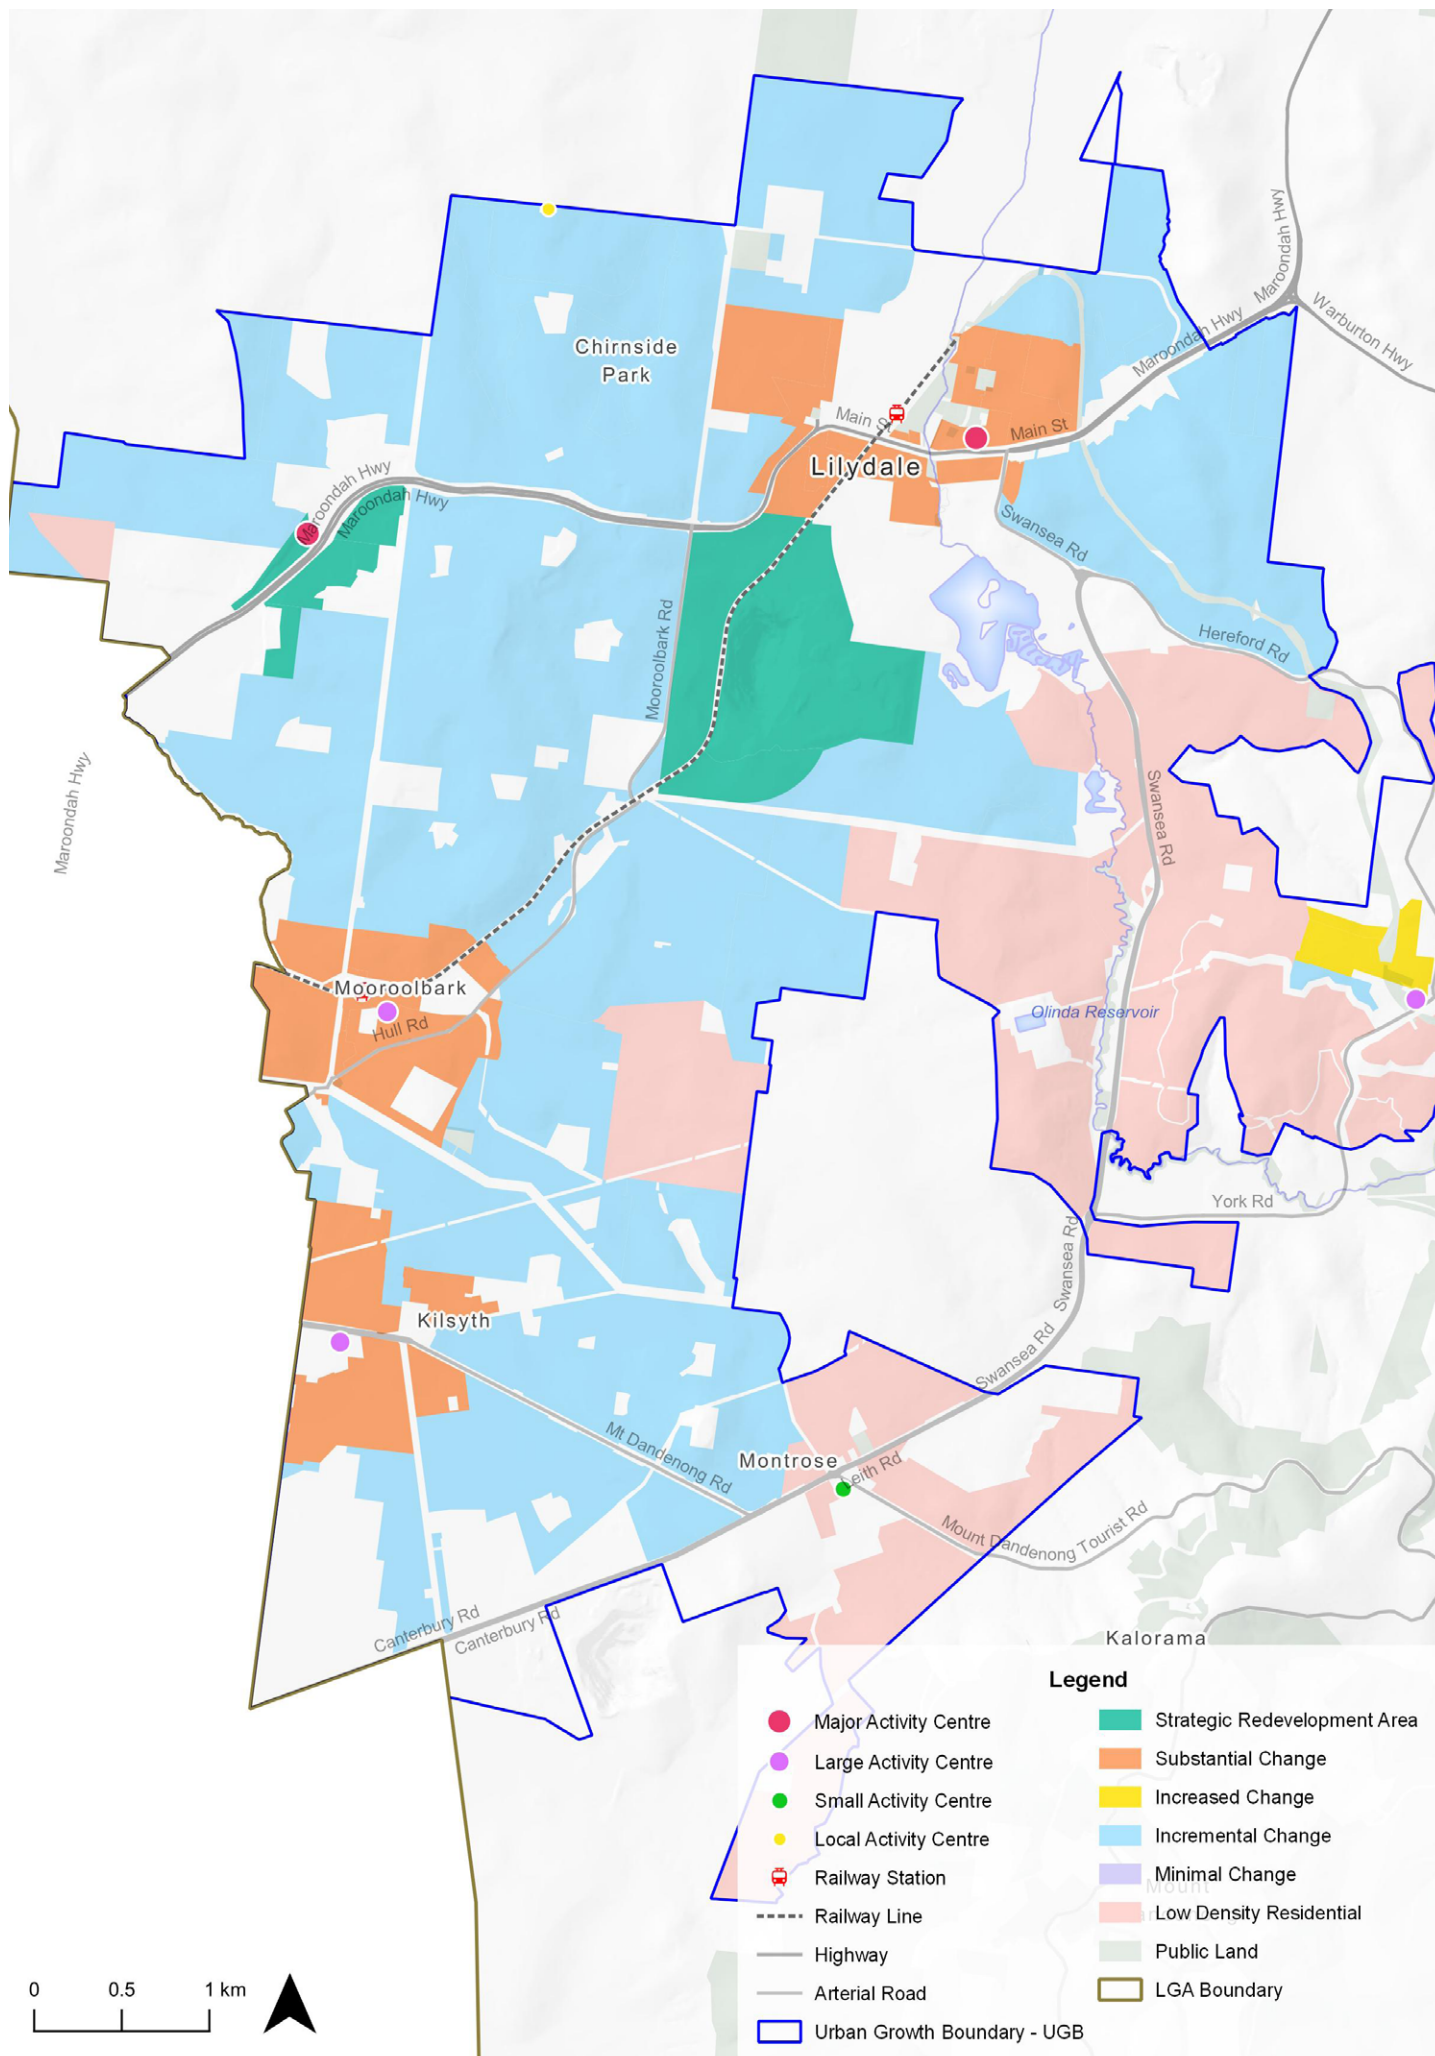 Maroondah Hwy
Maroondah Hwy
Warburton Hwy
Chirnside
Park
Maroondah Hwy
Main St
Main St
Lilydale
Maroondah Hwy
Maroondah Hwy
Swansea Rd
Mooroolbark Rd
Hereford Rd
Maroondah Hwy
Swansea Rd
Mooroolbark
Hull Rd
Olinda Reservoir
York Rd
Swansea Rd
Kilsyth
Swansea Rd
Mt Dandenong Rd
Montrose
Leith Rd
Mount Dandenong Tourist Rd
Canterbury Rd
Canterbury Rd
Kalorama
Legend
Major Activity Centre
Large Activity Centre
Small Activity Centre
Local Activity Centre
Railway Station
Railway Line
Highway
Arterial Road
Urban Growth Boundary - UGB
Strategic Redevelopment Area
Substantial Change
Increased Change
Incremental Change
Minimal Change
Mount
Low Density Residential
Public Land
LGA Boundary
0 0.5 1 km